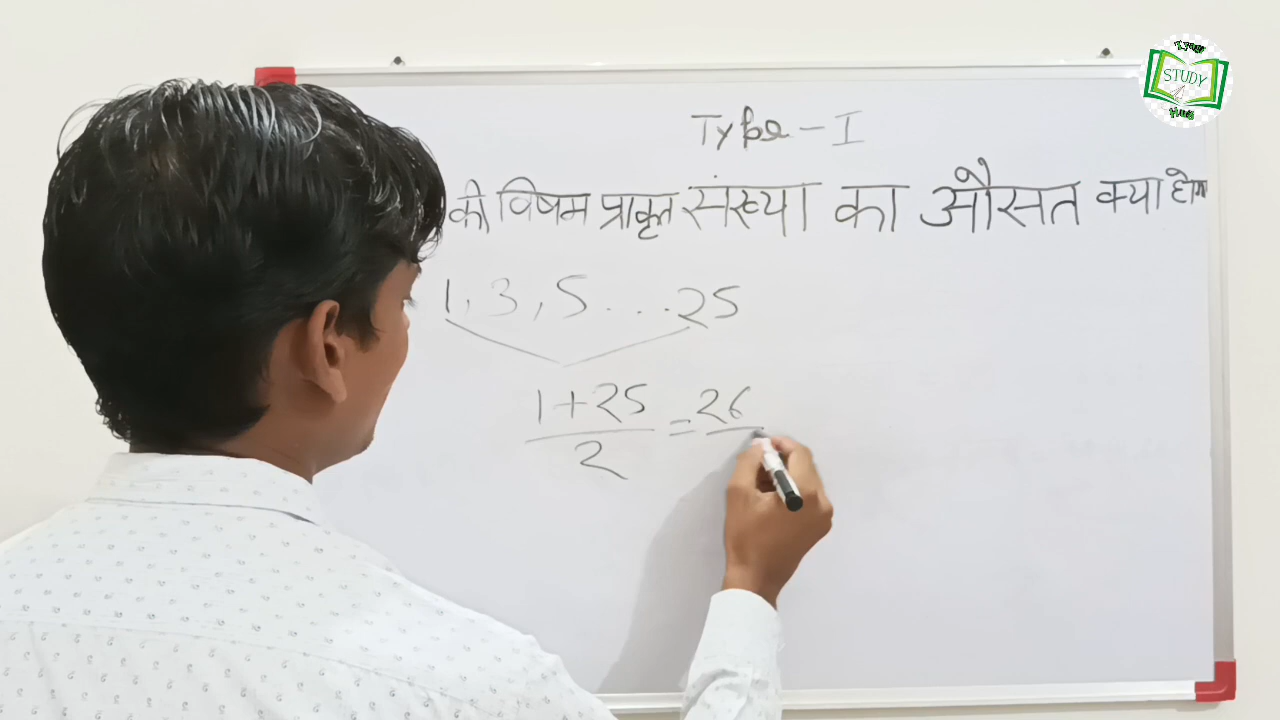 Type - I
की विषम प्राकृत संख्या का औसत क्या होगा
1, 3, 5 . . . . 25
1+25
2
= 26
STUDY